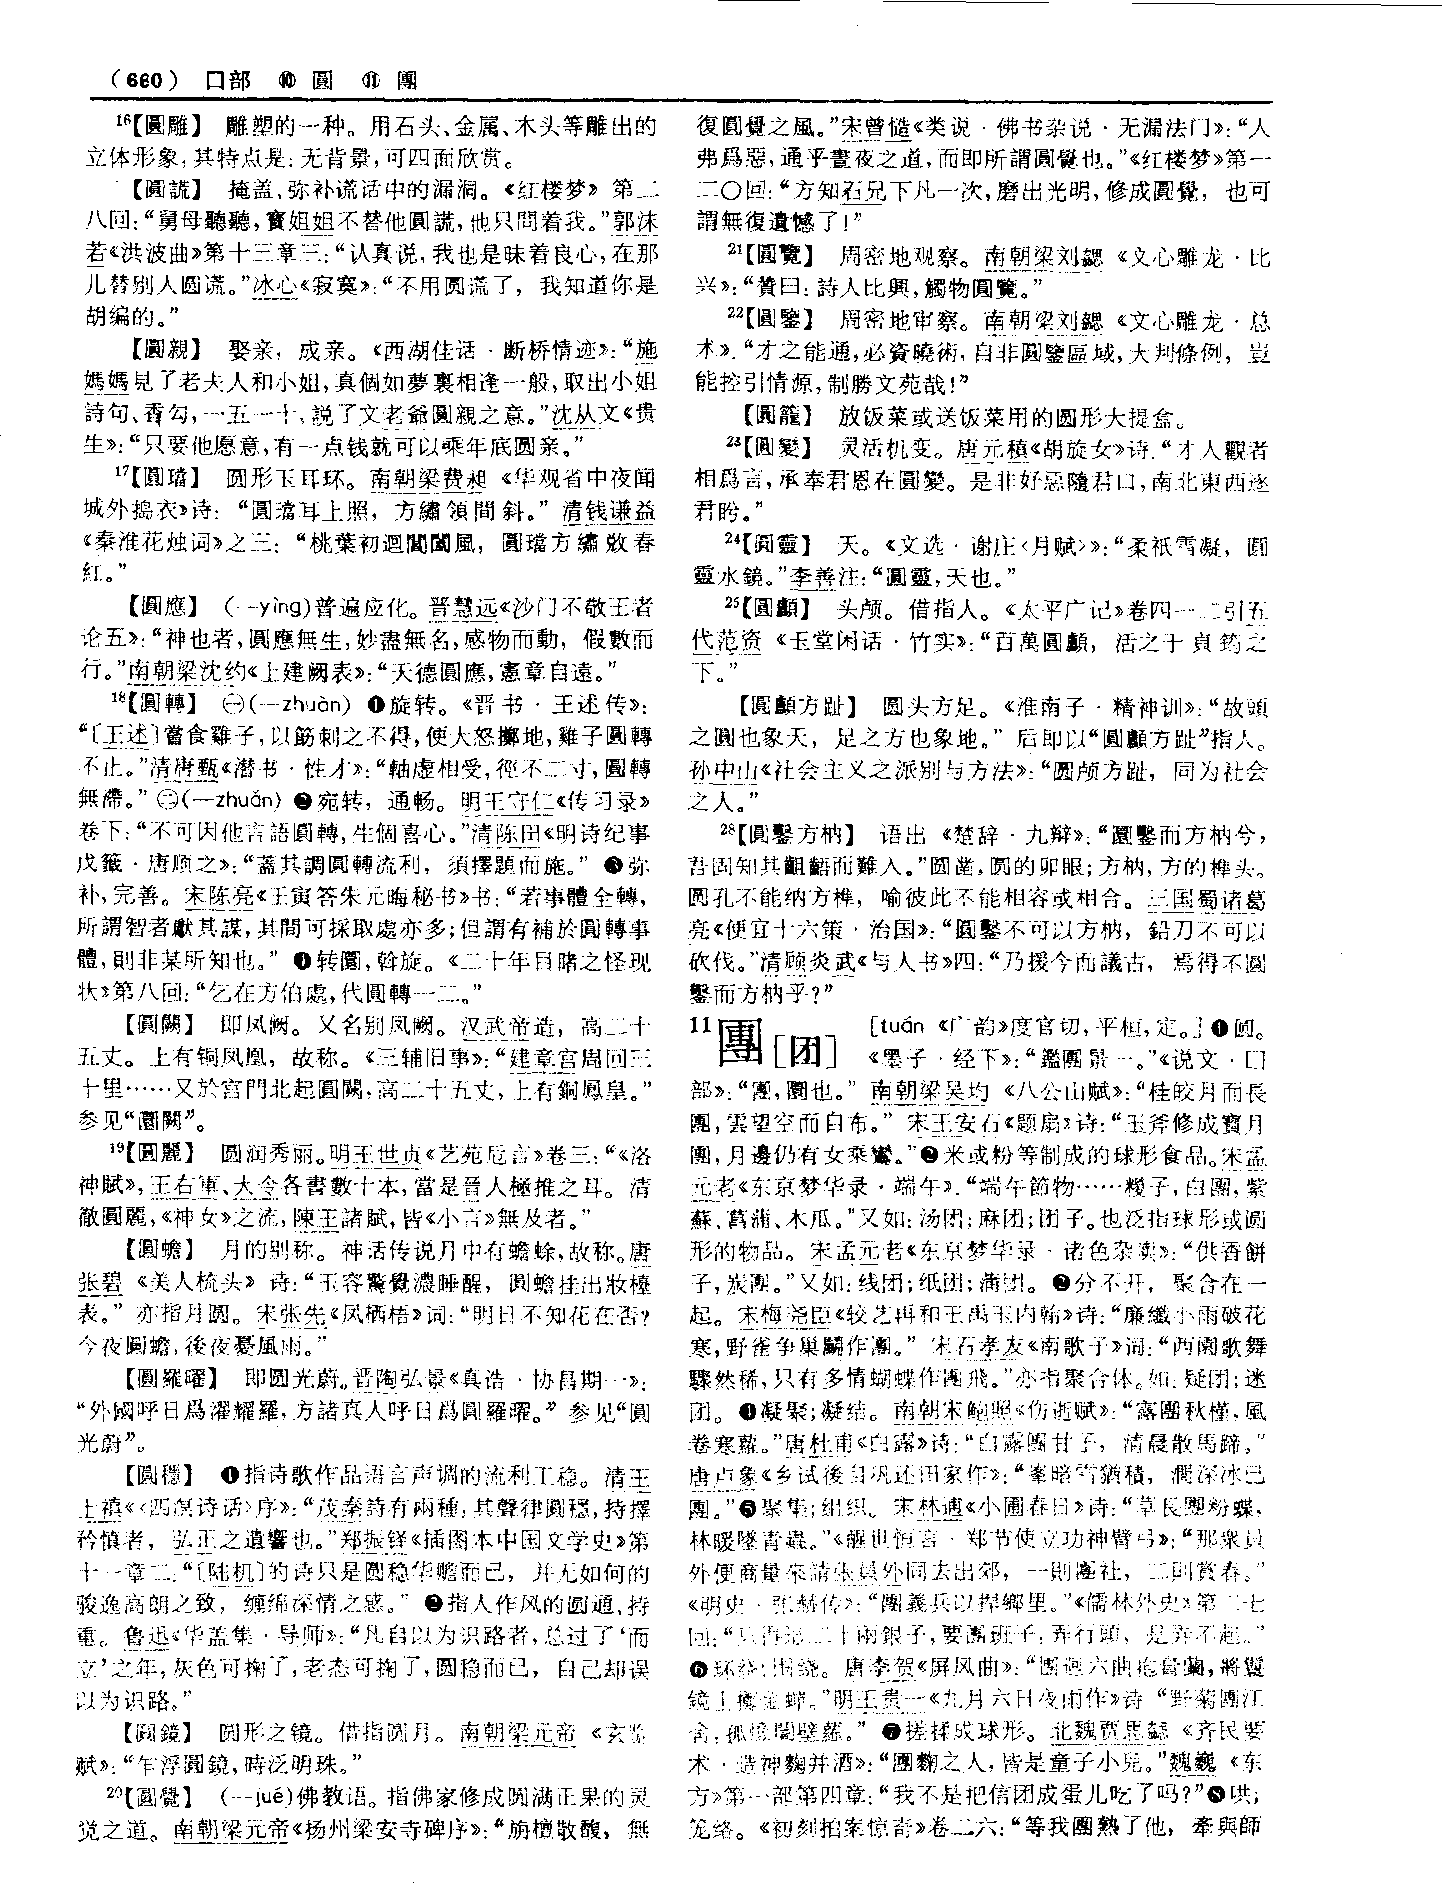 （660） 口部 ⑩ 圓 ⑪ 團
16【圓雕】 雕塑的一种。用石头、金属、木头等雕出的
立体形象，其特点是：无背景，可四面欣赏。
【圓謊】 掩盖、弥补谎话中的漏洞。《红楼梦》第二
八回：“舅母聽聽，寶姐姐不替他圓謊，他只問着我。”郭沫
若《洪波曲》第十三章三：“认真说，我也是昧着良心，在那
儿替别人圆谎。”冰心《寂寞》：“不用圆谎了，我知道你是
胡编的。”
【圓親】 娶亲，成亲。《西湖佳话·断桥情迹》：“施
媽媽見了老夫人和小姐，真個如夢裏相逢一般，取出小姐
詩句、香勾，一五一十，説了文老爺圓親之意。”沈从文《贵
生》：“只要他愿意，有一点钱就可以乘年底圆亲。”
17【圓璫】 圆形玉耳环。南朝梁费昶《华观省中夜闻
城外捣衣》诗：“圓璫耳上照，方繡領間斜。”清钱谦益
《秦淮花烛词》之三：“桃葉初迴閶闔風，圓璫方繡斂春
紅。”
【圓應】 （--yìng）普遍应化。晋慧远《沙门不敬王者
论五》：“神也者，圓應無生，妙盡無名，感物而動，假數而
行。”南朝梁沈约《上建阙表》：“天德圓應，憲章自遠。”
18【圓轉】 ㊀（—zhuàn）❶旋转。《晋书·王述传》：
“〔王述〕嘗食雞子，以筯刺之不得，便大怒擲地，雞子圓轉
不止。”清唐甄《潜书·性才》：“軸虚相受，徑不二寸，圓轉
無滯。”㊁（—zhuǎn）❷宛转，通畅。明王守仁《传习录》
卷下：“不可因他言語圓轉，生個喜心。”清陈田《明诗纪事
戊籤·唐顺之》：“蓋其調圓轉流利，須擇題而施。”❸弥
补，完善。宋陈亮《壬寅答朱元晦秘书》书：“若事體全轉，
所謂智者獻其謀，其間可採取處亦多；但謂有補於圓轉事
體，則非某所知也。”❹转圜，斡旋。《二十年目睹之怪现
状》第八回：“乞在方伯處，代圓轉一二。”
【圓闕】 即凤阙。又名别凤阙。汉武帝造，高二十
五丈。上有铜凤凰，故称。《三辅旧事》：“建章宫周回三
十里……又於宫門北起圓闕，高二十五丈，上有銅鳳皇。”
参见“圜闕”。
19【圓麗】 圆润秀丽。明王世贞《艺苑卮言》卷三：“《洛
神賦》，王右軍、大令各書數十本，當是晉人極推之耳。清
徹圓麗，《神女》之流，陳王諸賦，皆《小言》無及者。”
【圓蟾】 月的别称。神话传说月中有蟾蜍，故称。唐
张碧《美人梳头》诗：“玉容驚覺濃睡醒，圓蟾挂出妝檯
表。”亦指月圆。宋张先《凤栖梧》词：“明日不知花在否？
今夜圓蟾，後夜憂風雨。”
【圓羅曜】 即圆光蔚。晋陶弘景《真诰·协昌期一》：
“外國呼日爲濯耀羅，方諸真人呼日爲圓羅曜。”参见“圓
光蔚”。
【圓穩】 ❶指诗歌作品语言声调的流利工稳。清王
士禛《〈四溟诗话〉序》：“茂秦詩有兩種，其聲律圓穩，持擇
矜慎者，弘正之遺響也。”郑振铎《插图本中国文学史》第
十一章二：“〔陆机〕的诗只是圆稳华赡而已，并无如何的
骏逸高朗之致，缠绵深情之感。”❷指人作风的圆通、持
重。鲁迅《华盖集·导师》：“凡自以为识路者，总过了‘而
立’之年，灰色可掬了，老态可掬了，圆稳而已，自己却误
以为识路。”
【圓鏡】 圆形之镜。借指圆月。南朝梁元帝《玄览
赋》：“乍浮圓鏡，時泛明珠。”
20【圓覺】 （--jué）佛教语。指佛家修成圆满正果的灵
觉之道。南朝梁元帝《杨州梁安寺碑序》：“旃檀散馥，無
復圓覺之風。”宋曾慥《类说·佛书杂说·无漏法门》：“人
弗爲惡，通乎晝夜之道，而即所謂圓覺也。”《红楼梦》第一
二〇回：“方知石兄下凡一次，磨出光明，修成圓覺，也可
謂無復遺憾了！”
21【圓覽】 周密地观察。南朝梁刘勰《文心雕龙·比
兴》：“贊曰：詩人比興，觸物圓覽。”
22【圓鑒】 周密地审察。南朝梁刘勰《文心雕龙·总
术》：“才之能通，必資曉術，自非圓鑒區域，大判條例，豈
能控引情源，制勝文苑哉！”
【圓籠】 放饭菜或送饭菜用的圆形大提盒。
23【圓變】 灵活机变。唐元稹《胡旋女》诗：“才人觀者
相爲言，承奉君恩在圓變。是非好惡隨君口，南北東西逐
君眄。”
24【圓靈】 天。《文选·谢庄〈月赋〉》：“柔祇雪凝，圓
靈水鏡。”李善注：“圓靈，天也。”
25【圓顱】 头颅。借指人。《太平广记》卷四一二引五
代范资《玉堂闲话·竹实》：“百萬圓顱，活之于貞筠之
下。”
【圓顱方趾】 圆头方足。《淮南子·精神训》：“故頭
之圓也象天，足之方也象地。”后即以“圓顱方趾”指人。
孙中山《社会主义之派别与方法》：“圆颅方趾，同为社会
之人。”
28【圓鑿方枘】 语出《楚辞·九辩》：“圜鑿而方枘兮，
吾固知其齟齬而難入。”圆凿，圆的卯眼；方枘，方的榫头。
圆孔不能纳方榫，喻彼此不能相容或相合。三国蜀诸葛
亮《便宜十六策·治国》：“圓鑿不可以方枘，鉛刀不可以
砍伐。”清顾炎武《与人书》四：“乃援今而議古，焉得不圓
鑿而方枘乎？”
11團［团］ ［tuán 《广韵》度官切，平桓，定。］❶圆。
《墨子·经下》：“鑑團景一。”《说文·囗
部》：“團，圜也。”南朝梁吴均《八公山赋》：“桂皎月而長
團，雲望空而自布。”宋王安石《题扇》诗：“玉斧修成寶月
團，月邊仍有女乘鸞。”❷米或粉等制成的球形食品。宋孟
元老《东京梦华录·端午》：“端午節物……糉子，白團，紫
蘇、菖蒲、木瓜。”又如：汤团；麻团；团子。也泛指球形或圆
形的物品。宋孟元老《东京梦华录·诸色杂卖》：“供香餅
子，炭團。”又如：线团；纸团；蒲团。❷分不开，聚合在一
起。宋梅尧臣《较艺再和王禹玉内翰》诗：“廉纖小雨破花
寒，野雀争巢鬭作團。”宋石孝友《南歌子》词：“西園歌舞
驟然稀，只有多情蝴蝶作團飛。”亦指聚合体。如：疑团；迷
团。❹凝聚；凝结。南朝宋鲍照《伤逝赋》：“露團秋槿，風
卷寒蘿。”唐杜甫《白露》诗：“白露團甘子，清晨散馬蹄。”
唐卢象《乡试後自巩还田家作》：“峯暗雪猶積，澗深冰已
團。”❺聚集；组织。宋林逋《小圃春日》诗：“草長團粉蝶，
林暖墜青蟲。”《醒世恒言·郑节使立功神臂弓》：“那衆員
外便商量來請張員外同去出郊，一則團社，二則賞春。”
《明史·张赫传》：“團義兵以捍鄉里。”《儒林外史》第二七
回：“只得這二十兩銀子，要團班子，弄行頭，是弄不起。”
❻环绕；围绕。唐李贺《屏风曲》：“團迴六曲抱膏蘭，將鬟
鏡上擲金蟬。”明王贵一《九月六日夜雨作》诗：“野菊團江
舍，孤燈閟壁蘿。”❼搓揉成球形。北魏贾思勰《齐民要
术·造神麴并酒》：“團麴之人，皆是童子小兒。”魏巍《东
方》第一部第四章：“我不是把信团成蛋儿吃了吗？”❽哄；
笼络。《初刻拍案惊奇》卷二六：“等我團熟了他，牽與師